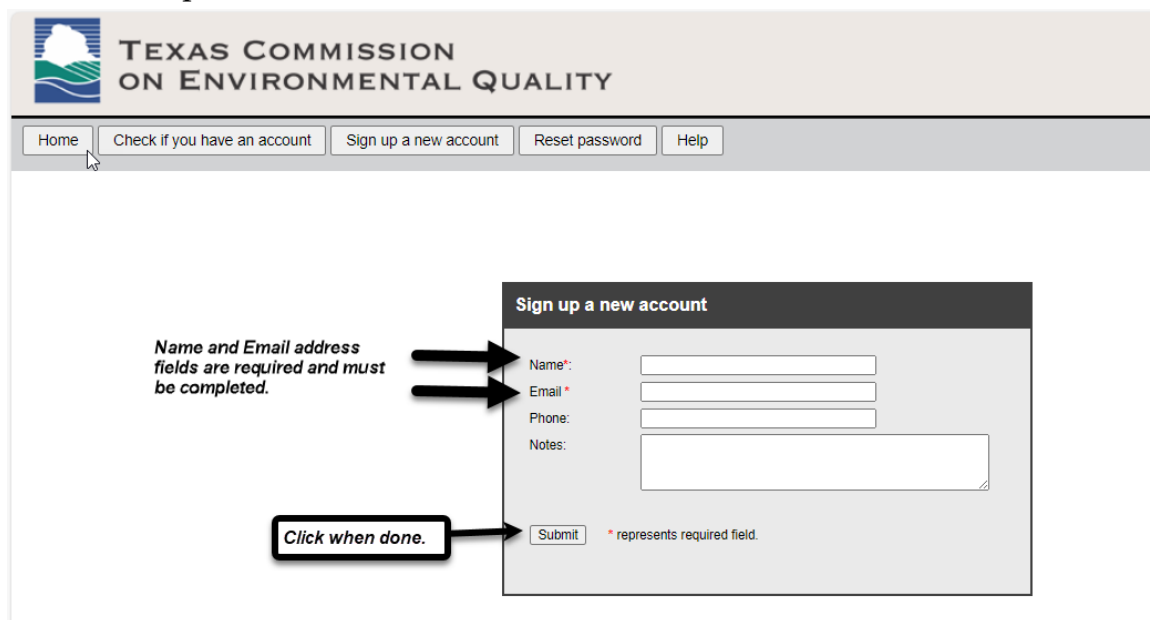 TEXAS COMMISSION
ON ENVIRONMENTAL QUALITY
Home Check if you have an account Sign up a new account Reset password Help
Sign up a new account
Name and Email address
fields are required and must
be completed.
Name*:
Email *
Phone:
Notes:
Click when done.
Submit * represents required field.